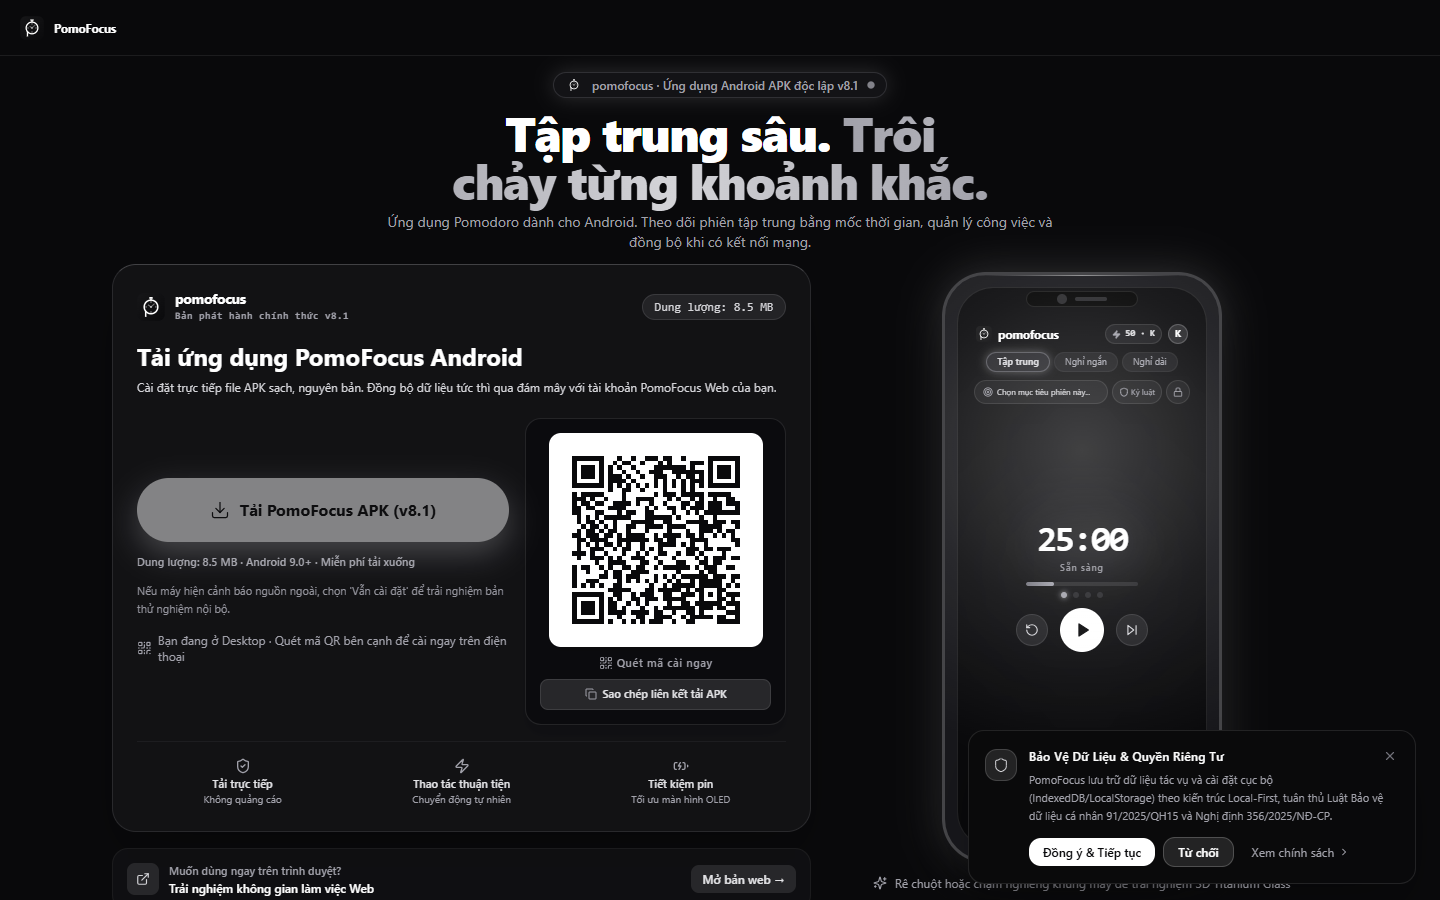 PomoFocus
pomofocus · Ứng dụng Android APK độc lập v8.1
Tập trung sâu. Trôi
chảy từng khoảnh khắc.
Ứng dụng Pomodoro dành cho Android. Theo dõi phiên tập trung bằng mốc thời gian, quản lý công việc và
đồng bộ khi có kết nối mạng.
pomofocus
Bản phát hành chính thức v8.1
Dung lượng: 8.5 MB
Tải ứng dụng PomoFocus Android
Cài đặt trực tiếp file APK sạch, nguyên bản. Đồng bộ dữ liệu tức thì qua đám mây với tài khoản PomoFocus Web của bạn.
Tải PomoFocus APK (v8.1)
Dung lượng: 8.5 MB · Android 9.0+ · Miễn phí tải xuống
Nếu máy hiện cảnh báo nguồn ngoài, chọn 'Vẫn cài đặt' để trải nghiệm bản
thử nghiệm nội bộ.
Bạn đang ở Desktop · Quét mã QR bên cạnh để cài ngay trên điện
thoại
Quét mã cài ngay
Sao chép liên kết tải APK
Tải trực tiếp
Không quảng cáo
Thao tác thuận tiện
Chuyển động tự nhiên
Tiết kiệm pin
Tối ưu màn hình OLED
Muốn dùng ngay trên trình duyệt?
Trải nghiệm không gian làm việc Web
Mở bản web →
pomofocus
50 · K
K
Tập trung
Nghỉ ngắn
Nghỉ dài
Chọn mục tiêu phiên này...
Kỷ luật
25:00
Sẵn sàng
Bảo Vệ Dữ Liệu & Quyền Riêng Tư
PomoFocus lưu trữ dữ liệu tác vụ và cài đặt cục bộ
(IndexedDB/LocalStorage) theo kiến trúc Local-First, tuân thủ Luật Bảo vệ
dữ liệu cá nhân 91/2025/QH15 và Nghị định 356/2025/NĐ-CP.
Đồng ý & Tiếp tục
Từ chối
Xem chính sách
Rê chuột hoặc chạm nghiêng khung máy để trải nghiệm 3D Titanium Glass